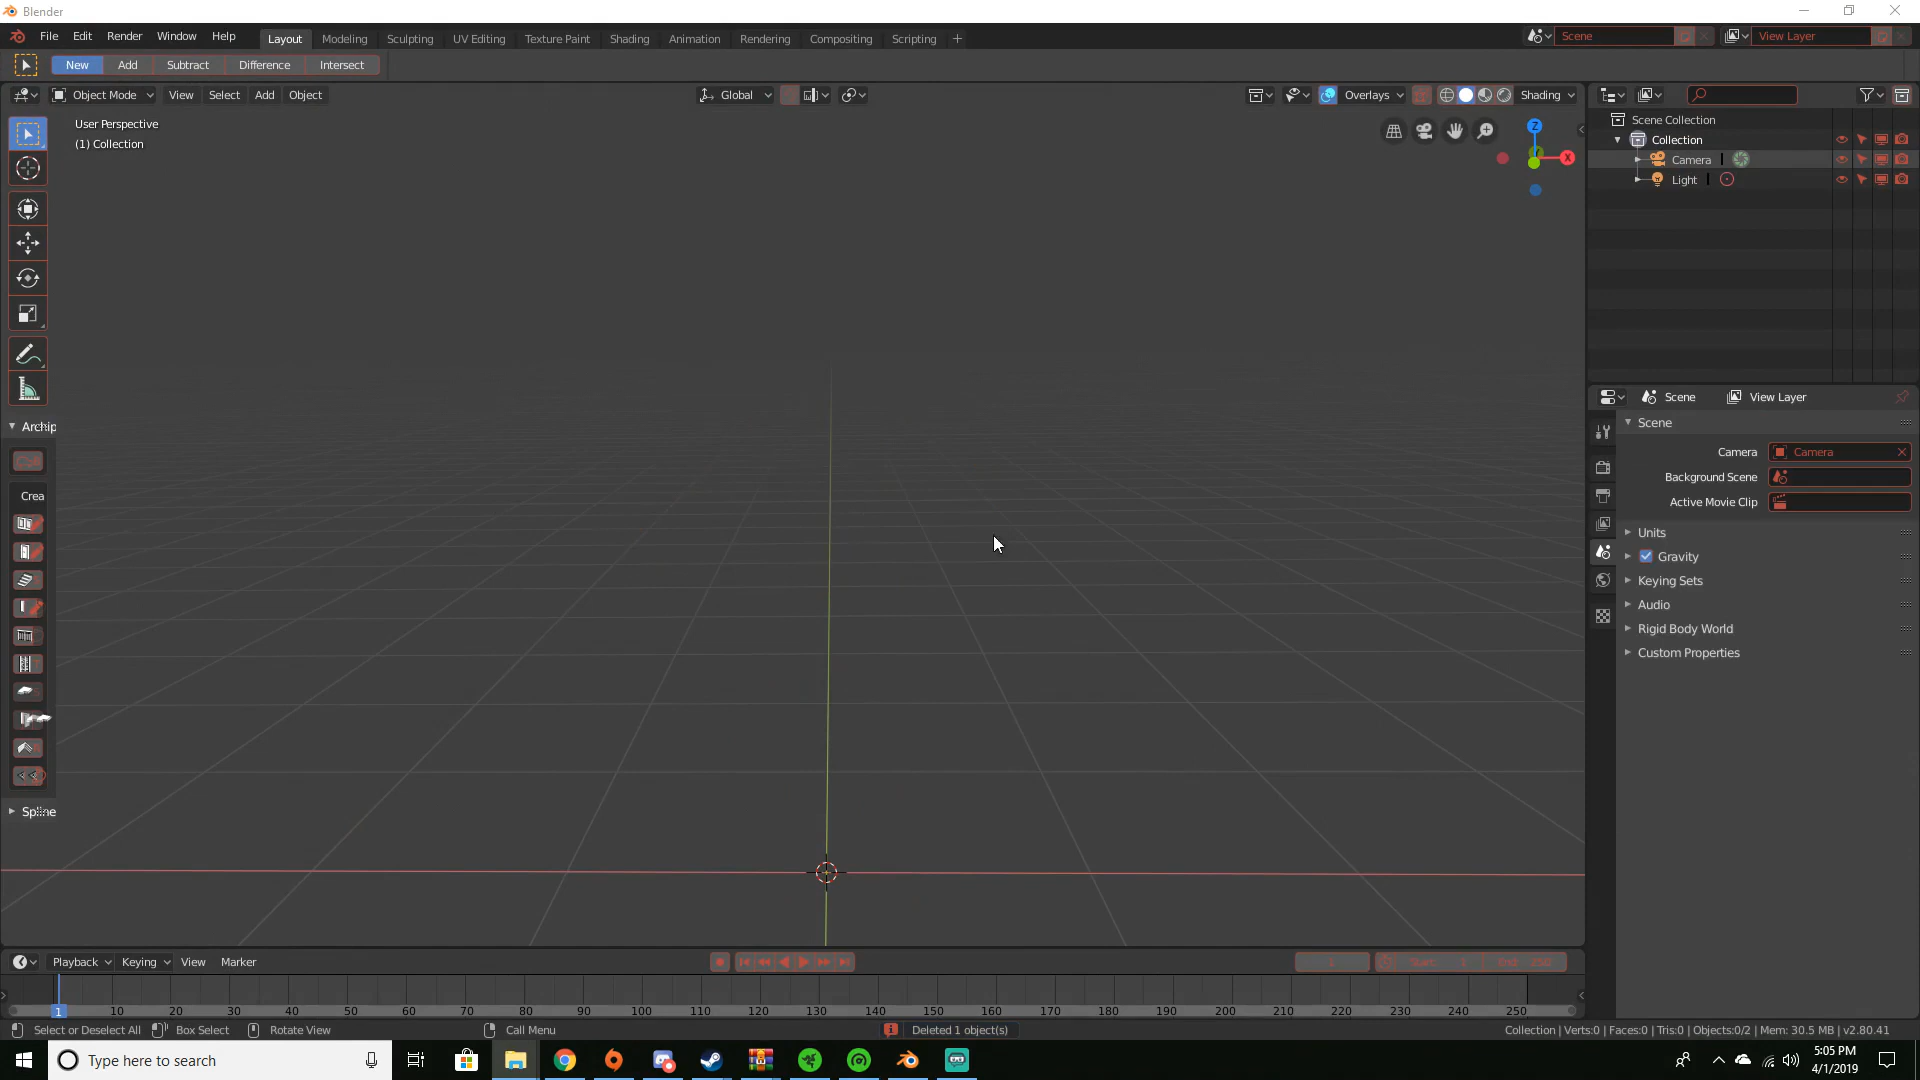 Blender
File Edit Render Window Help Layout Modeling Sculpting UV Editing Texture Paint Shading Animation Rendering Compositing Scripting + Scene View Layer
New Add Subtract Difference Intersect
Object Mode View Select Add Object Global Overlays Shading
User Perspective
(1) Collection
Z
X
Scene Collection
Collection
Camera
Light
Scene View Layer
Scene
Camera Camera
Background Scene
Active Movie Clip
Units
Gravity
Keying Sets
Audio
Rigid Body World
Custom Properties
Archip
Crea
Spline
Playback Keying View Marker 1 Start: 1 End: 250
1 10 20 30 40 50 60 70 80 90 100 110 120 130 140 150 160 170 180 190 200 210 220 230 240 250
Select or Deselect All Box Select Rotate View Call Menu Deleted 1 object(s) Collection | Verts:0 | Faces:0 | Tris:0 | Objects:0/2 | Mem: 30.5 MB | v2.80.41
Type here to search
5:05 PM
4/1/2019